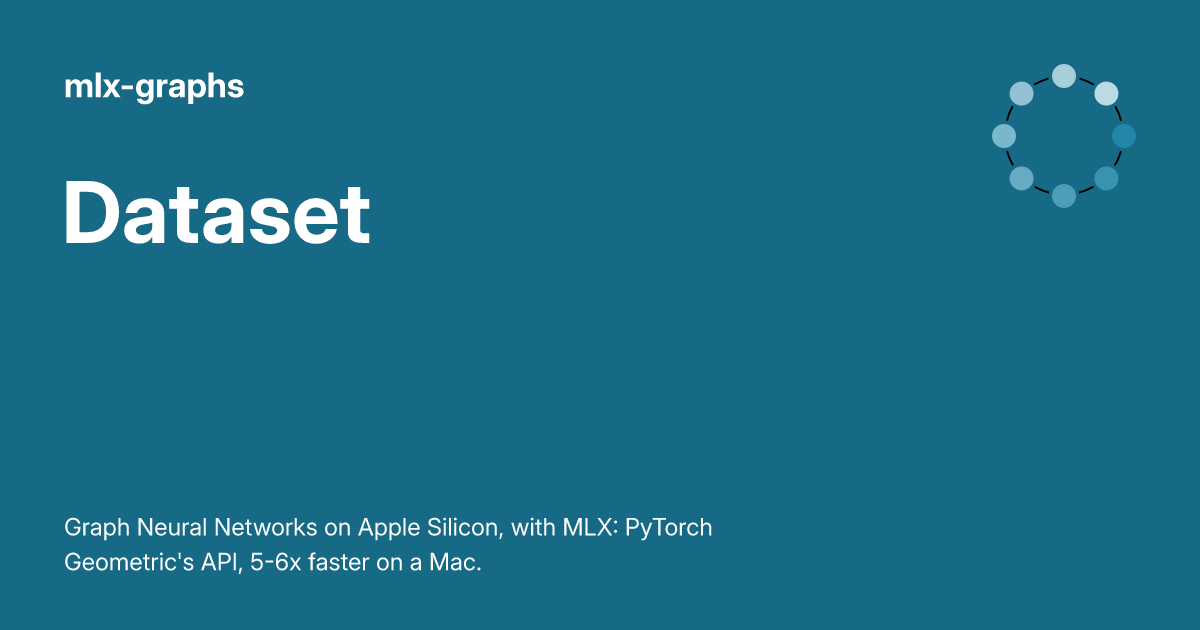 mlx-graphs
Dataset
Graph Neural Networks on Apple Silicon, with MLX: PyTorch
Geometric's API, 5-6x faster on a Mac.